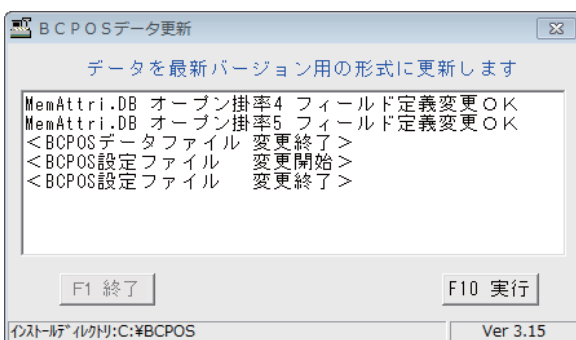 ＢＣＰＯＳデータ更新
データを最新バージョン用の形式に更新します
MemAttri.DB オープン掛率4 フィールド定義変更ＯＫ
MemAttri.DB オープン掛率5 フィールド定義変更ＯＫ
＜BCPOSデータファイル 変更終了＞
＜BCPOS設定ファイル　 変更開始＞
＜BCPOS設定ファイル　 変更終了＞
F1 終了
F10 実行
ｲﾝｽﾄｰﾙﾃﾞｨﾚｸﾄﾘ:C:¥BCPOS
Ver 3.15